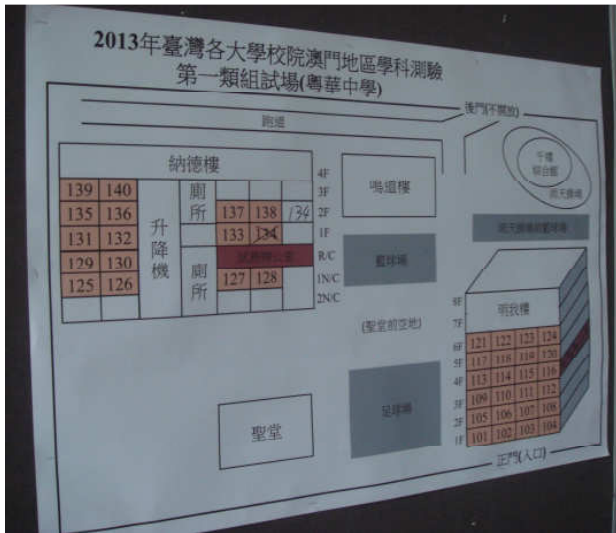 2013年臺灣各大學校院澳門地區學科測驗
第一類組試場(粵華中學)
後門(不開放)
跑道
納德樓
升降機
廁所
廁所
139 140
135 136
131 132
129 130
125 126
137 138 134
133 134
127 128
4F
3F
2F
1F
R/C
1N/C
2N/C
鳴道樓
籃球場
(聖堂前空地)
足球場
聖堂
雨天操場
明我樓
8F
7F
6F
5F
4F
3F
2F
1F
121 122 123 124
117 118 119 120
113 114 115 116
109 110 111 112
105 106 107 108
101 102 103 104
正門(入口)